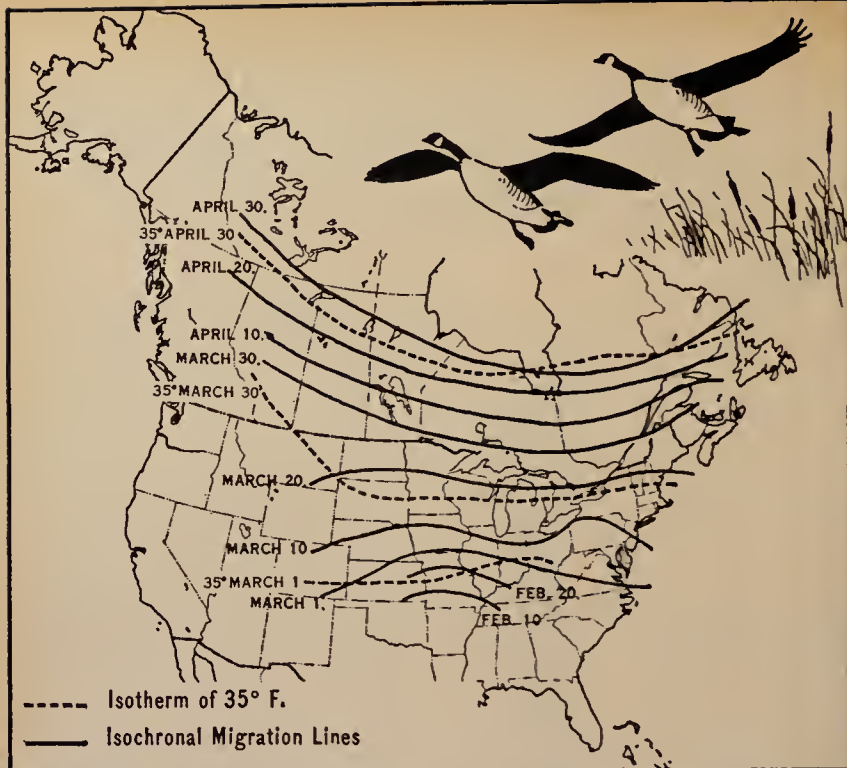 APRIL 30.
35° APRIL 30
APRIL 20.
APRIL 10.
MARCH 30.
35° MARCH 30
MARCH 20.
MARCH 10
35° MARCH 1
MARCH 1.
FEB. 20.
FEB. 10
Isotherm of 35° F.
Isochronal Migration Lines